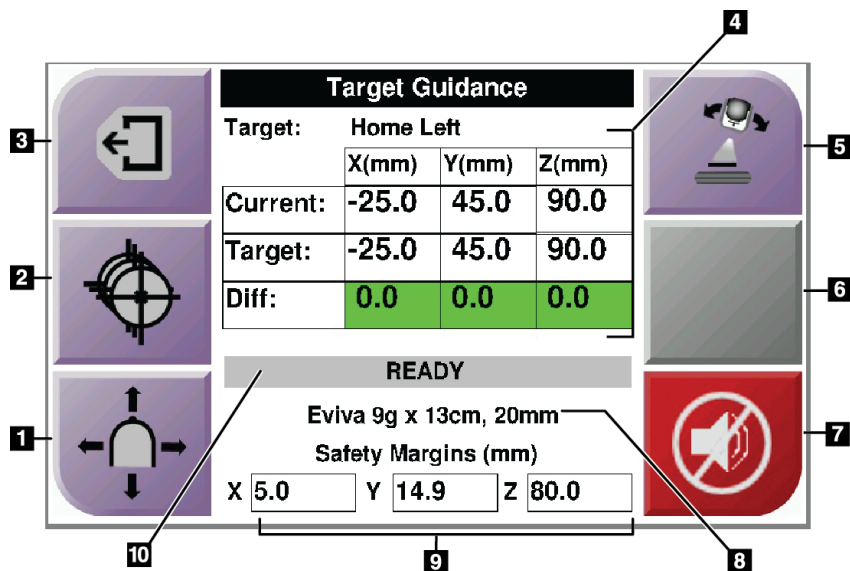 4
Target Guidance
3
Target: Home Left
5
X(mm) Y(mm) Z(mm)
Current: -25.0 45.0 90.0
2
Target: -25.0 45.0 90.0
6
Diff: 0.0 0.0 0.0
READY
1
Eviva 9g x 13cm, 20mm
7
Safety Margins (mm)
X 5.0 Y 14.9 Z 80.0
10
9
8